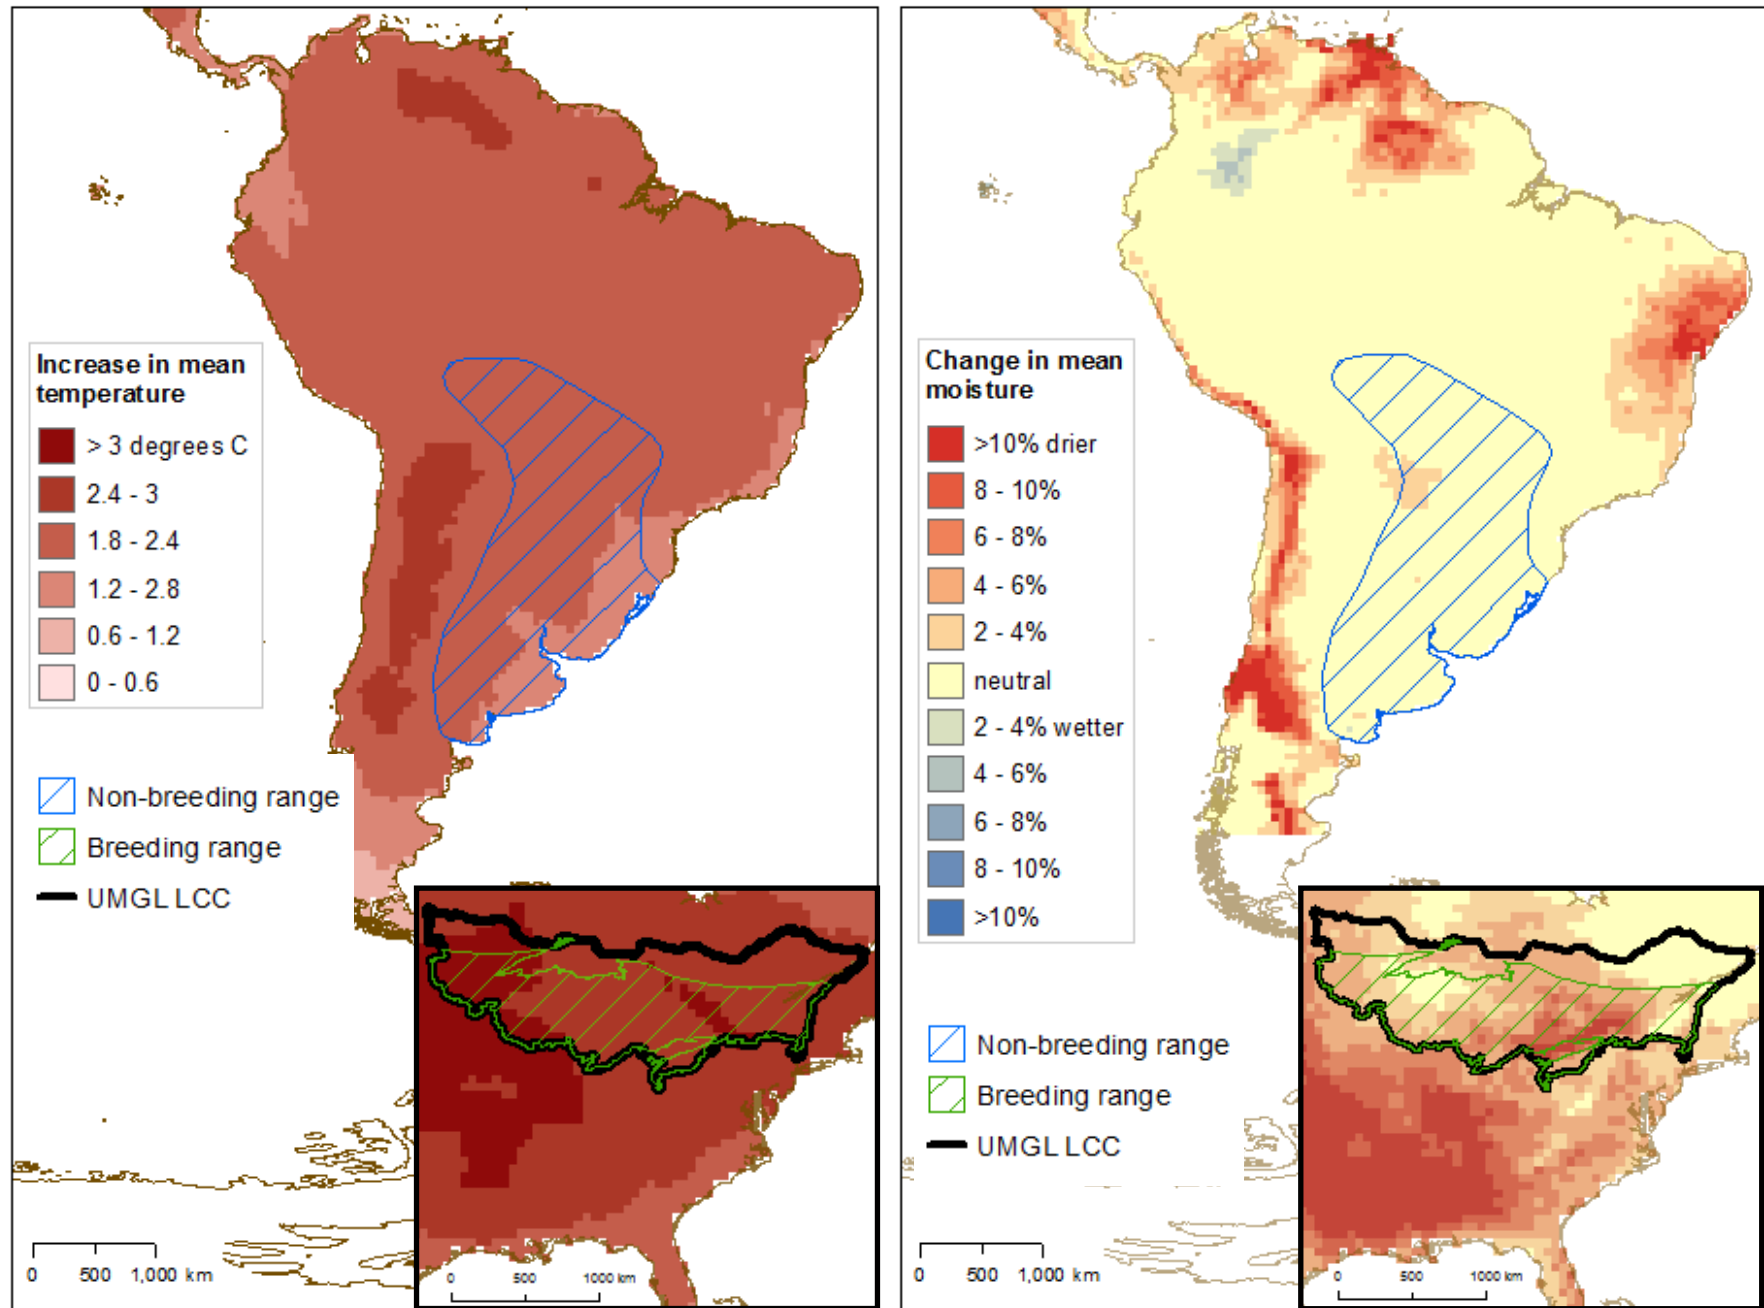 Increase in mean
temperature
> 3 degrees C
2.4 - 3
1.8 - 2.4
1.2 - 2.8
0.6 - 1.2
0 - 0.6
Non-breeding range
Breeding range
UMGL LCC
0 500 1,000 km
0 500 1000 km
Change in mean
moisture
>10% drier
8 - 10%
6 - 8%
4 - 6%
2 - 4%
neutral
2 - 4% wetter
4 - 6%
6 - 8%
8 - 10%
>10%
Non-breeding range
Breeding range
UMGL LCC
0 500 1,000 km
0 500 1000 km